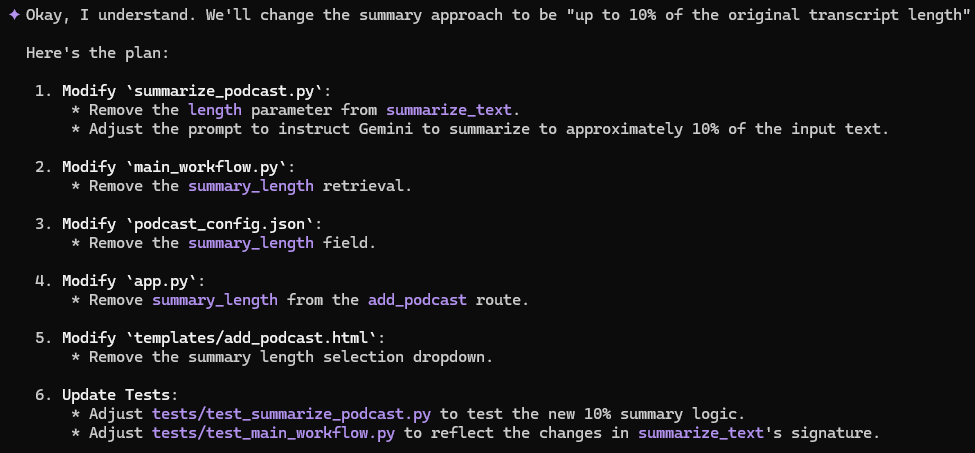 ✦ Okay, I understand. We'll change the summary approach to be "up to 10% of the original transcript length"
Here's the plan:
1. Modify `summarize_podcast.py`:
* Remove the length parameter from summarize_text.
* Adjust the prompt to instruct Gemini to summarize to approximately 10% of the input text.
2. Modify `main_workflow.py`:
* Remove the summary_length retrieval.
3. Modify `podcast_config.json`:
* Remove the summary_length field.
4. Modify `app.py`:
* Remove summary_length from the add_podcast route.
5. Modify `templates/add_podcast.html`:
* Remove the summary length selection dropdown.
6. Update Tests:
* Adjust tests/test_summarize_podcast.py to test the new 10% summary logic.
* Adjust tests/test_main_workflow.py to reflect the changes in summarize_text's signature.